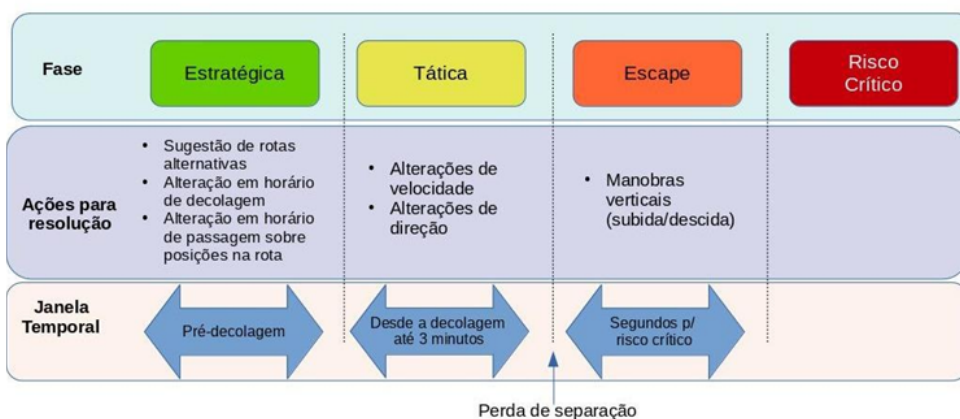 Fase
Estratégica
Tática
Escape
Risco
Crítico
Ações para
resolução
• Sugestão de rotas
alternativas
• Alteração em horário
de decolagem
• Alteração em horário
de passagem sobre
posições na rota
• Alterações de
velocidade
• Alterações de
direção
• Manobras
verticais
(subida/descida)
Janela
Temporal
Pré-decolagem
Desde a decolagem
até 3 minutos
Segundos p/
risco crítico
Perda de separação